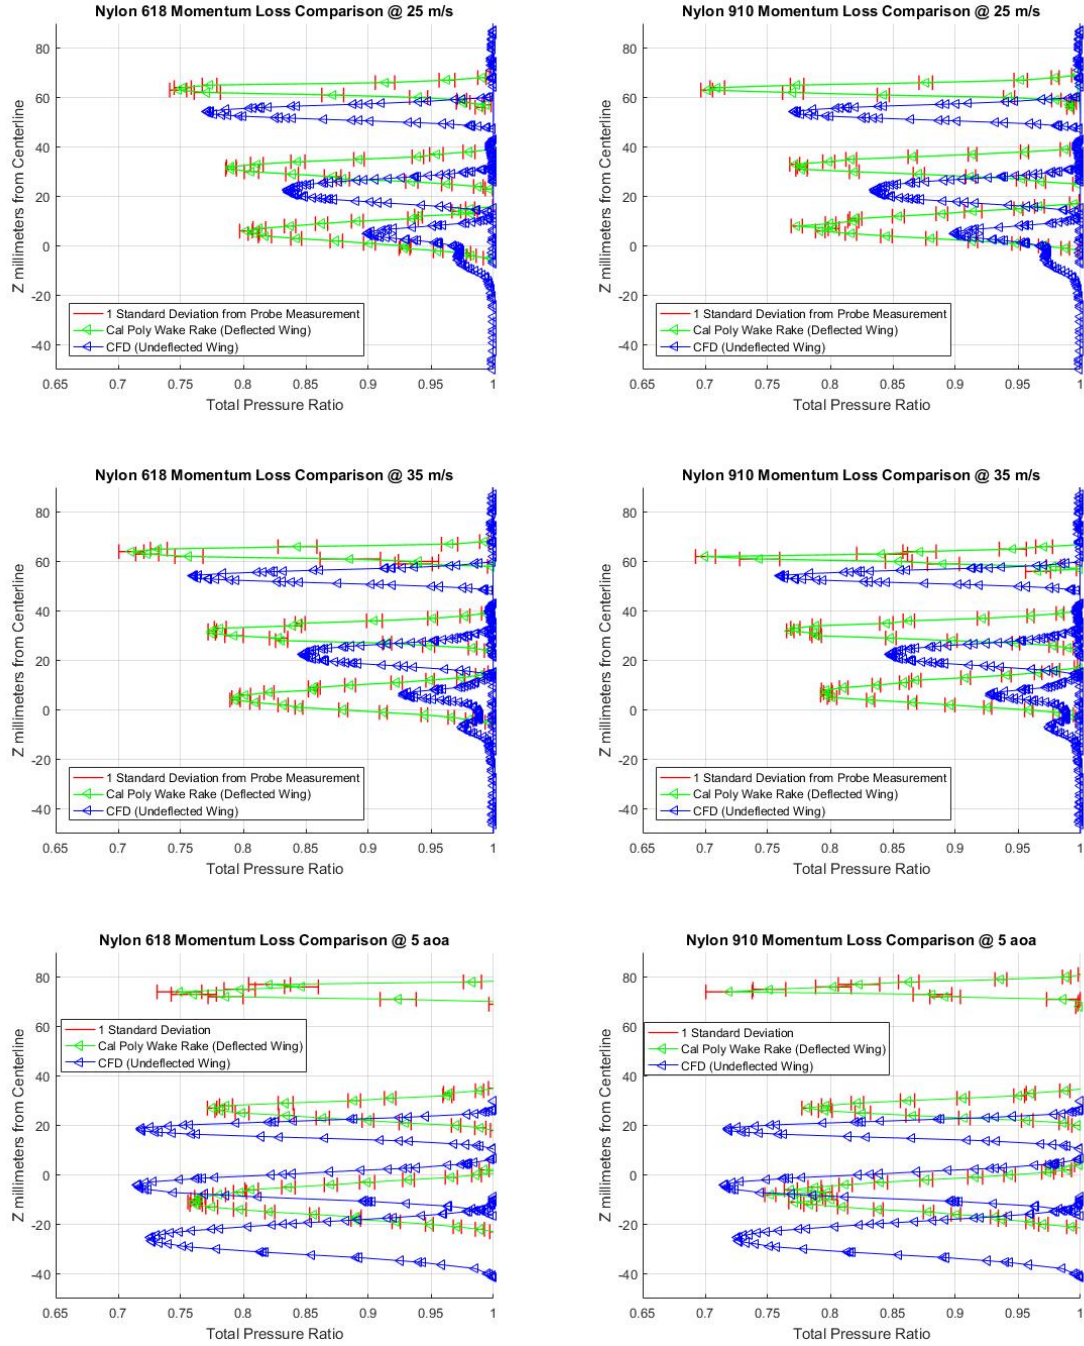 Nylon 618 Momentum Loss Comparison @ 25 m/s
Z millimeters from Centerline
80
60
40
20
0
-20
-40
1 Standard Deviation from Probe Measurement
Cal Poly Wake Rake (Deflected Wing)
CFD (Undeflected Wing)
0.65 0.7 0.75 0.8 0.85 0.9 0.95 1
Total Pressure Ratio
Nylon 910 Momentum Loss Comparison @ 25 m/s
Z millimeters from Centerline
80
60
40
20
0
-20
-40
1 Standard Deviation from Probe Measurement
Cal Poly Wake Rake (Deflected Wing)
CFD (Undeflected Wing)
0.65 0.7 0.75 0.8 0.85 0.9 0.95 1
Total Pressure Ratio
Nylon 618 Momentum Loss Comparison @ 35 m/s
Z millimeters from Centerline
80
60
40
20
0
-20
-40
1 Standard Deviation from Probe Measurement
Cal Poly Wake Rake (Deflected Wing)
CFD (Undeflected Wing)
0.65 0.7 0.75 0.8 0.85 0.9 0.95 1
Total Pressure Ratio
Nylon 910 Momentum Loss Comparison @ 35 m/s
Z millimeters from Centerline
80
60
40
20
0
-20
-40
1 Standard Deviation from Probe Measurement
Cal Poly Wake Rake (Deflected Wing)
CFD (Undeflected Wing)
0.65 0.7 0.75 0.8 0.85 0.9 0.95 1
Total Pressure Ratio
Nylon 618 Momentum Loss Comparison @ 5 aoa
Z millimeters from Centerline
80
60
40
20
0
-20
-40
1 Standard Deviation
Cal Poly Wake Rake (Deflected Wing)
CFD (Undeflected Wing)
0.65 0.7 0.75 0.8 0.85 0.9 0.95 1
Total Pressure Ratio
Nylon 910 Momentum Loss Comparison @ 5 aoa
Z millimeters from Centerline
80
60
40
20
0
-20
-40
1 Standard Deviation
Cal Poly Wake Rake (Deflected Wing)
CFD (Undeflected Wing)
0.65 0.7 0.75 0.8 0.85 0.9 0.95 1
Total Pressure Ratio